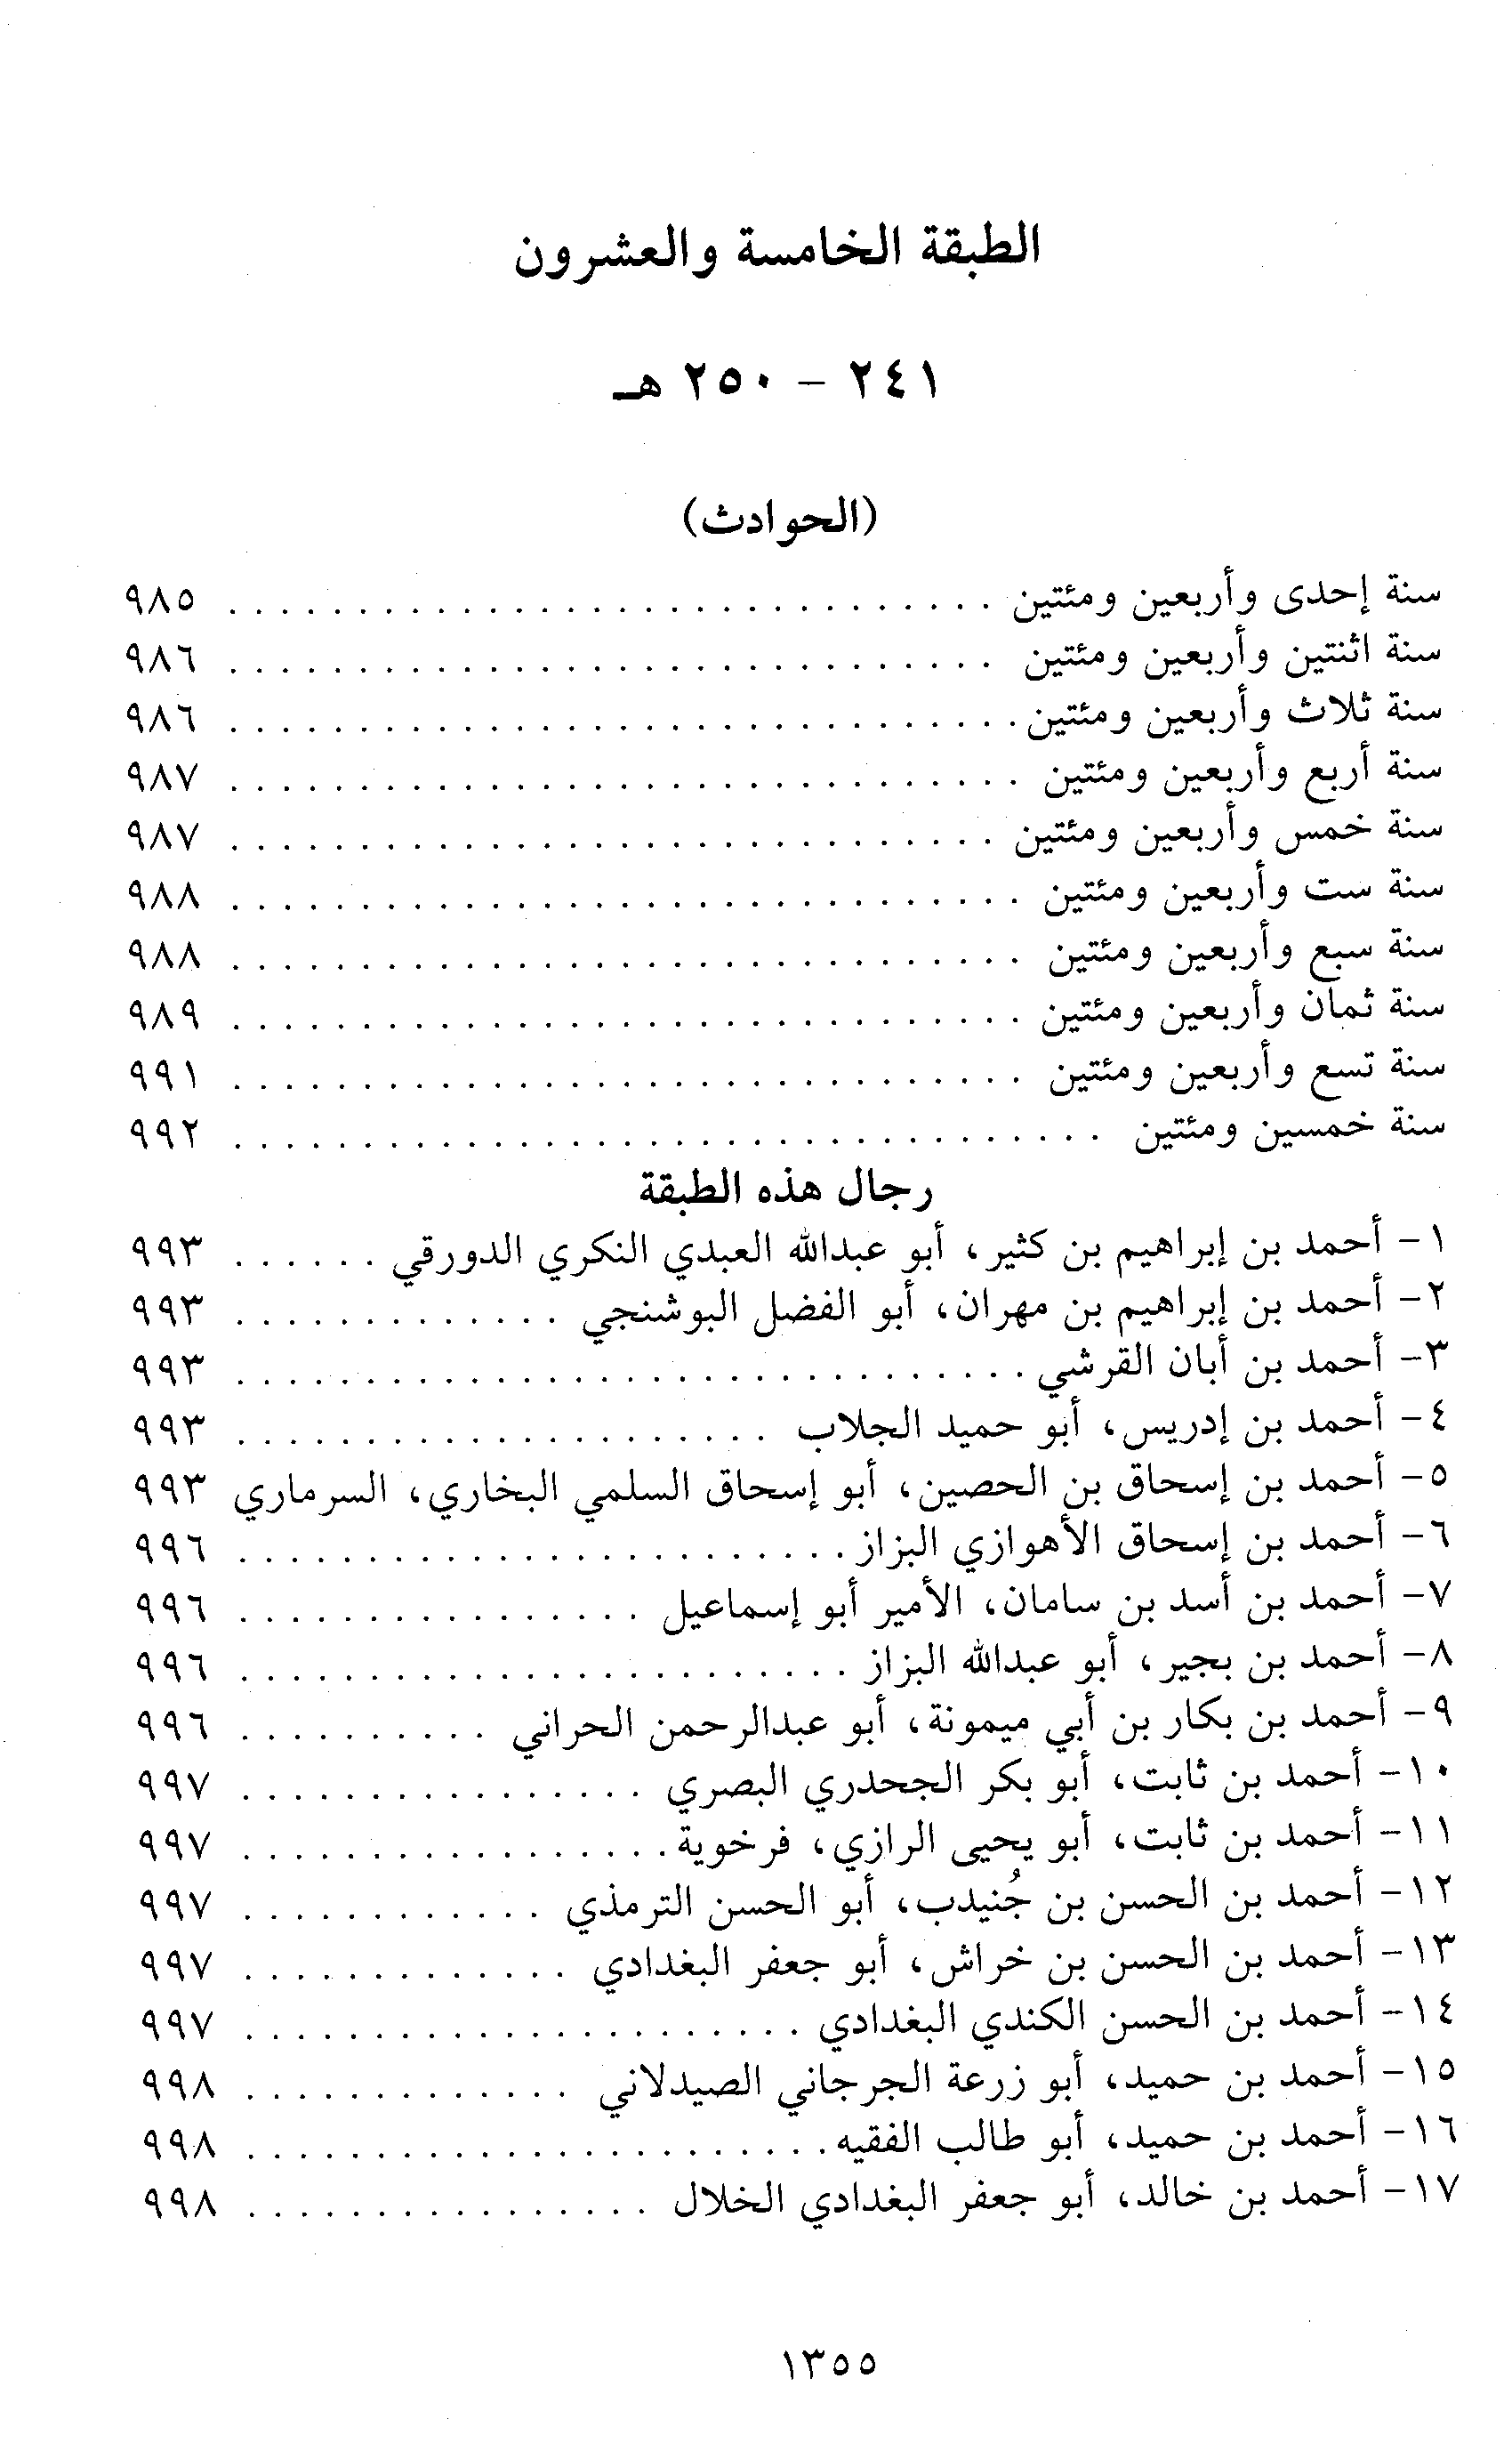 الطبقة الخامسة والعشرون
٢٤١ - ٢٥٠ هـ
(الحوادث)
سنة إحدى وأربعين ومئتين . . . . . . . . . . . . . . . . . . . . . . . . . . . . . . ٩٨٥
سنة اثنتين وأربعين ومئتين . . . . . . . . . . . . . . . . . . . . . . . . . . . . . . ٩٨٦
سنة ثلاث وأربعين ومئتين . . . . . . . . . . . . . . . . . . . . . . . . . . . . . . . ٩٨٦
سنة أربع وأربعين ومئتين . . . . . . . . . . . . . . . . . . . . . . . . . . . . . . . ٩٨٧
سنة خمس وأربعين ومئتين . . . . . . . . . . . . . . . . . . . . . . . . . . . . . . ٩٨٧
سنة ست وأربعين ومئتين . . . . . . . . . . . . . . . . . . . . . . . . . . . . . . . ٩٨٨
سنة سبع وأربعين ومئتين . . . . . . . . . . . . . . . . . . . . . . . . . . . . . . . ٩٨٨
سنة ثمان وأربعين ومئتين . . . . . . . . . . . . . . . . . . . . . . . . . . . . . . . ٩٨٩
سنة تسع وأربعين ومئتين . . . . . . . . . . . . . . . . . . . . . . . . . . . . . . . ٩٩١
سنة خمسين ومئتين . . . . . . . . . . . . . . . . . . . . . . . . . . . . . . . . . . ٩٩٢
رجال هذه الطبقة
١- أحمد بن إبراهيم بن كثير، أبو عبدالله العبدي النكري الدورقي . . . . . . ٩٩٣
٢- أحمد بن إبراهيم بن مهران، أبو الفضل البوشنجي . . . . . . . . . . . . . ٩٩٣
٣- أحمد بن أبان القرشي . . . . . . . . . . . . . . . . . . . . . . . . . . . . . . . ٩٩٣
٤- أحمد بن إدريس، أبو حميد الجلاب . . . . . . . . . . . . . . . . . . . . . ٩٩٣
٥- أحمد بن إسحاق بن الحصين، أبو إسحاق السلمي البخاري، السرماري ٩٩٣
٦- أحمد بن إسحاق الأهوازي البزاز . . . . . . . . . . . . . . . . . . . . . . . . ٩٩٦
٧- أحمد بن أسد بن سامان، الأمير أبو إسماعيل . . . . . . . . . . . . . . . . ٩٩٦
٨- أحمد بن بجير، أبو عبدالله البزاز . . . . . . . . . . . . . . . . . . . . . . . . ٩٩٦
٩- أحمد بن بكار بن أبي ميمونة، أبو عبدالرحمن الحراني . . . . . . . . . . ٩٩٦
١٠- أحمد بن ثابت، أبو بكر الجحدري البصري . . . . . . . . . . . . . . . . ٩٩٧
١١- أحمد بن ثابت، أبو يحيى الرازي، فرخوية . . . . . . . . . . . . . . . . . ٩٩٧
١٢- أحمد بن الحسن بن جُنيدب، أبو الحسن الترمذي . . . . . . . . . . . . ٩٩٧
١٣- أحمد بن الحسن بن خراش، أبو جعفر البغدادي . . . . . . . . . . . . . ٩٩٧
١٤- أحمد بن الحسن الكندي البغدادي . . . . . . . . . . . . . . . . . . . . . . ٩٩٧
١٥- أحمد بن حميد، أبو زرعة الجرجاني الصيدلاني . . . . . . . . . . . . . ٩٩٨
١٦- أحمد بن حميد، أبو طالب الفقيه . . . . . . . . . . . . . . . . . . . . . . . ٩٩٨
١٧- أحمد بن خالد، أبو جعفر البغدادي الخلال . . . . . . . . . . . . . . . . ٩٩٨
١٣٥٥